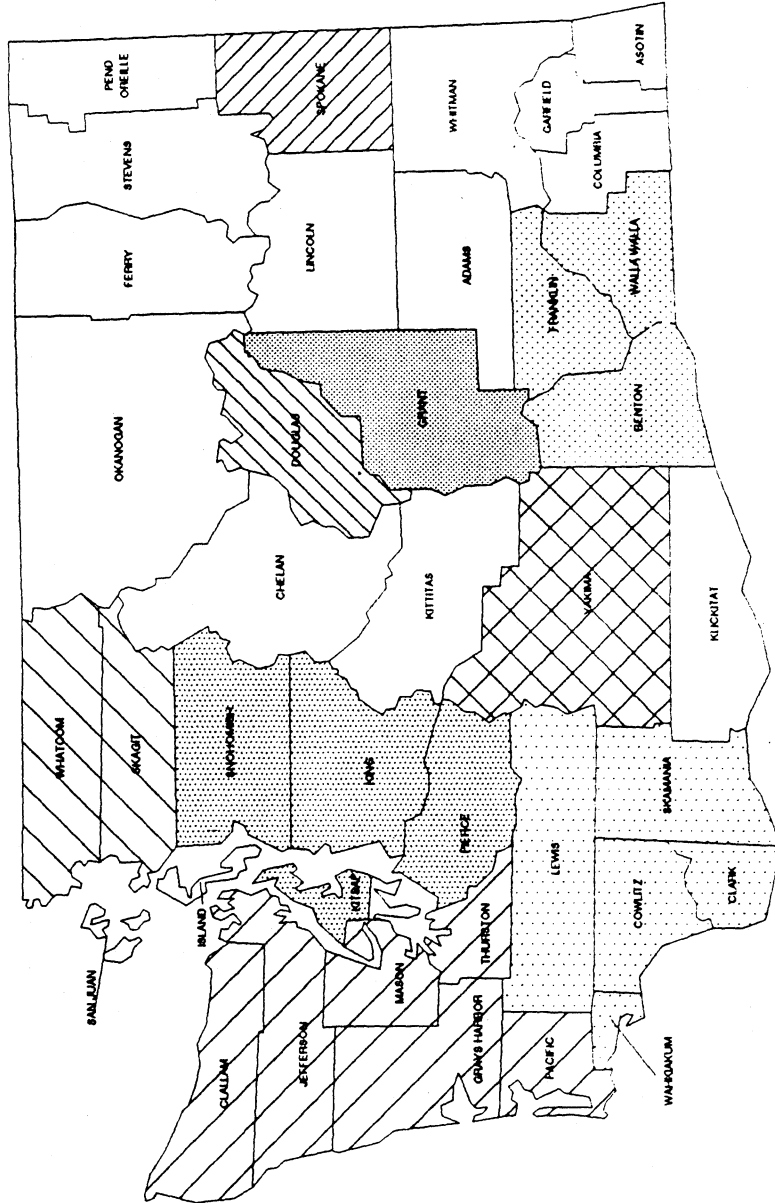 SAN JUAN
WHATCOM
SKAGIT
ISLAND
SNOHOMISH
CLALLAM
JEFFERSON
KITSAP
KING
MASON
GRAYS HARBOR
THURSTON
PIERCE
PACIFIC
LEWIS
WAHKIAKUM
COWLITZ
CLARK
SKAMANIA
OKANOGAN
CHELAN
DOUGLAS
KITTITAS
GRANT
YAKIMA
KLICKITAT
BENTON
FERRY
STEVENS
PEND
OREILLE
LINCOLN
SPOKANE
ADAMS
WHITMAN
FRANKLIN
WALLA WALLA
COLUMBIA
GARFIELD
ASOTIN